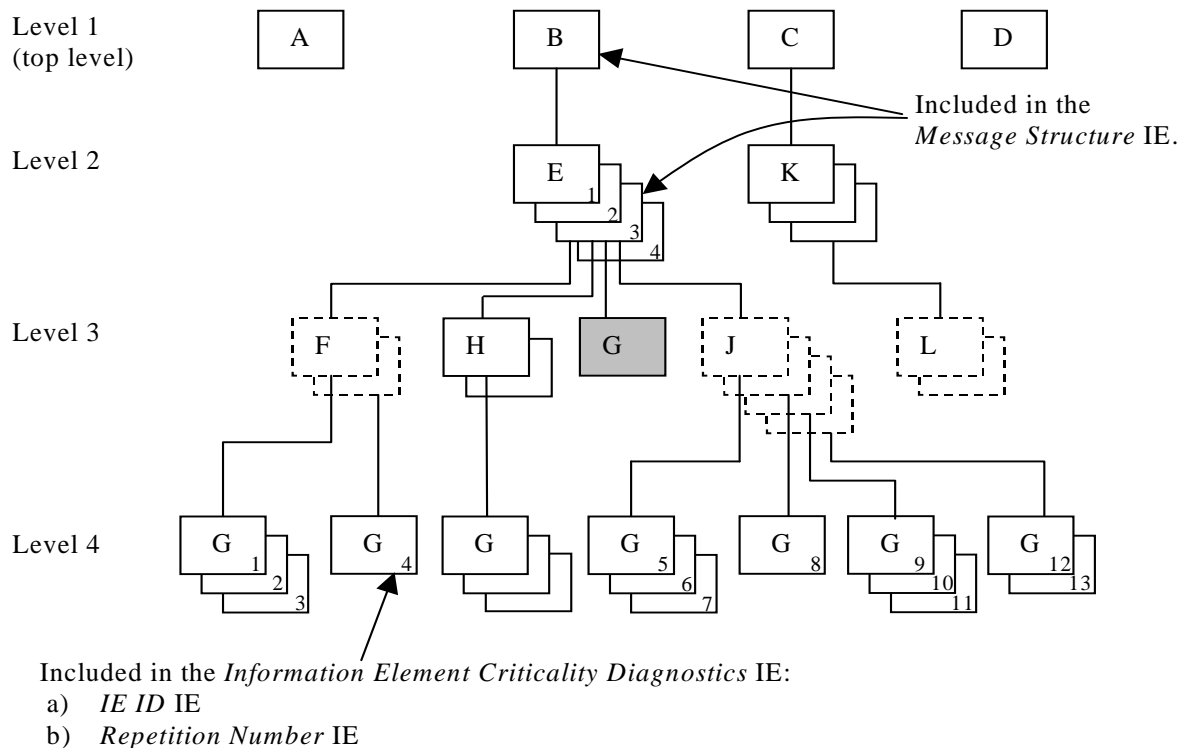 Level 1
(top level)
A
B
C
D
Included in the
Message Structure IE.
Level 2
E
1
2
3
4
K
Level 3
F
H
G
J
L
Level 4
G
1
2
3
G
4
G
G
5
6
7
G
8
G
9
10
11
G
12
13
Included in the Information Element Criticality Diagnostics IE:
a) IE ID IE
b) Repetition Number IE